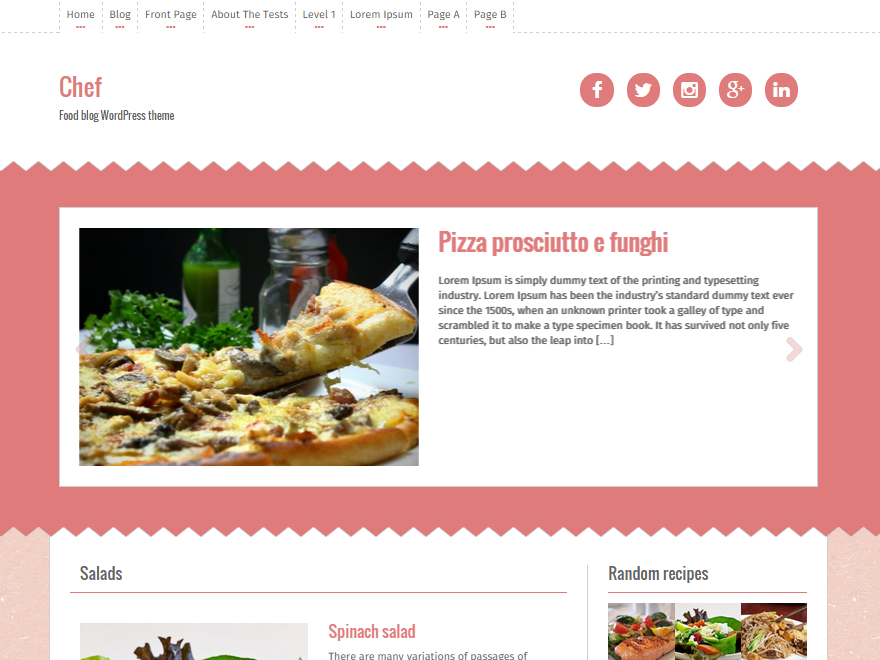 Home Blog Front Page About The Tests Level 1 Lorem Ipsum Page A Page B
Chef
Food blog WordPress theme
Pizza prosciutto e funghi
Lorem Ipsum is simply dummy text of the printing and typesetting
industry. Lorem Ipsum has been the industry's standard dummy text ever
since the 1500s, when an unknown printer took a galley of type and
scrambled it to make a type specimen book. It has survived not only five
centuries, but also the leap into [...]
Salads
Random recipes
Spinach salad
There are many variations of passages of